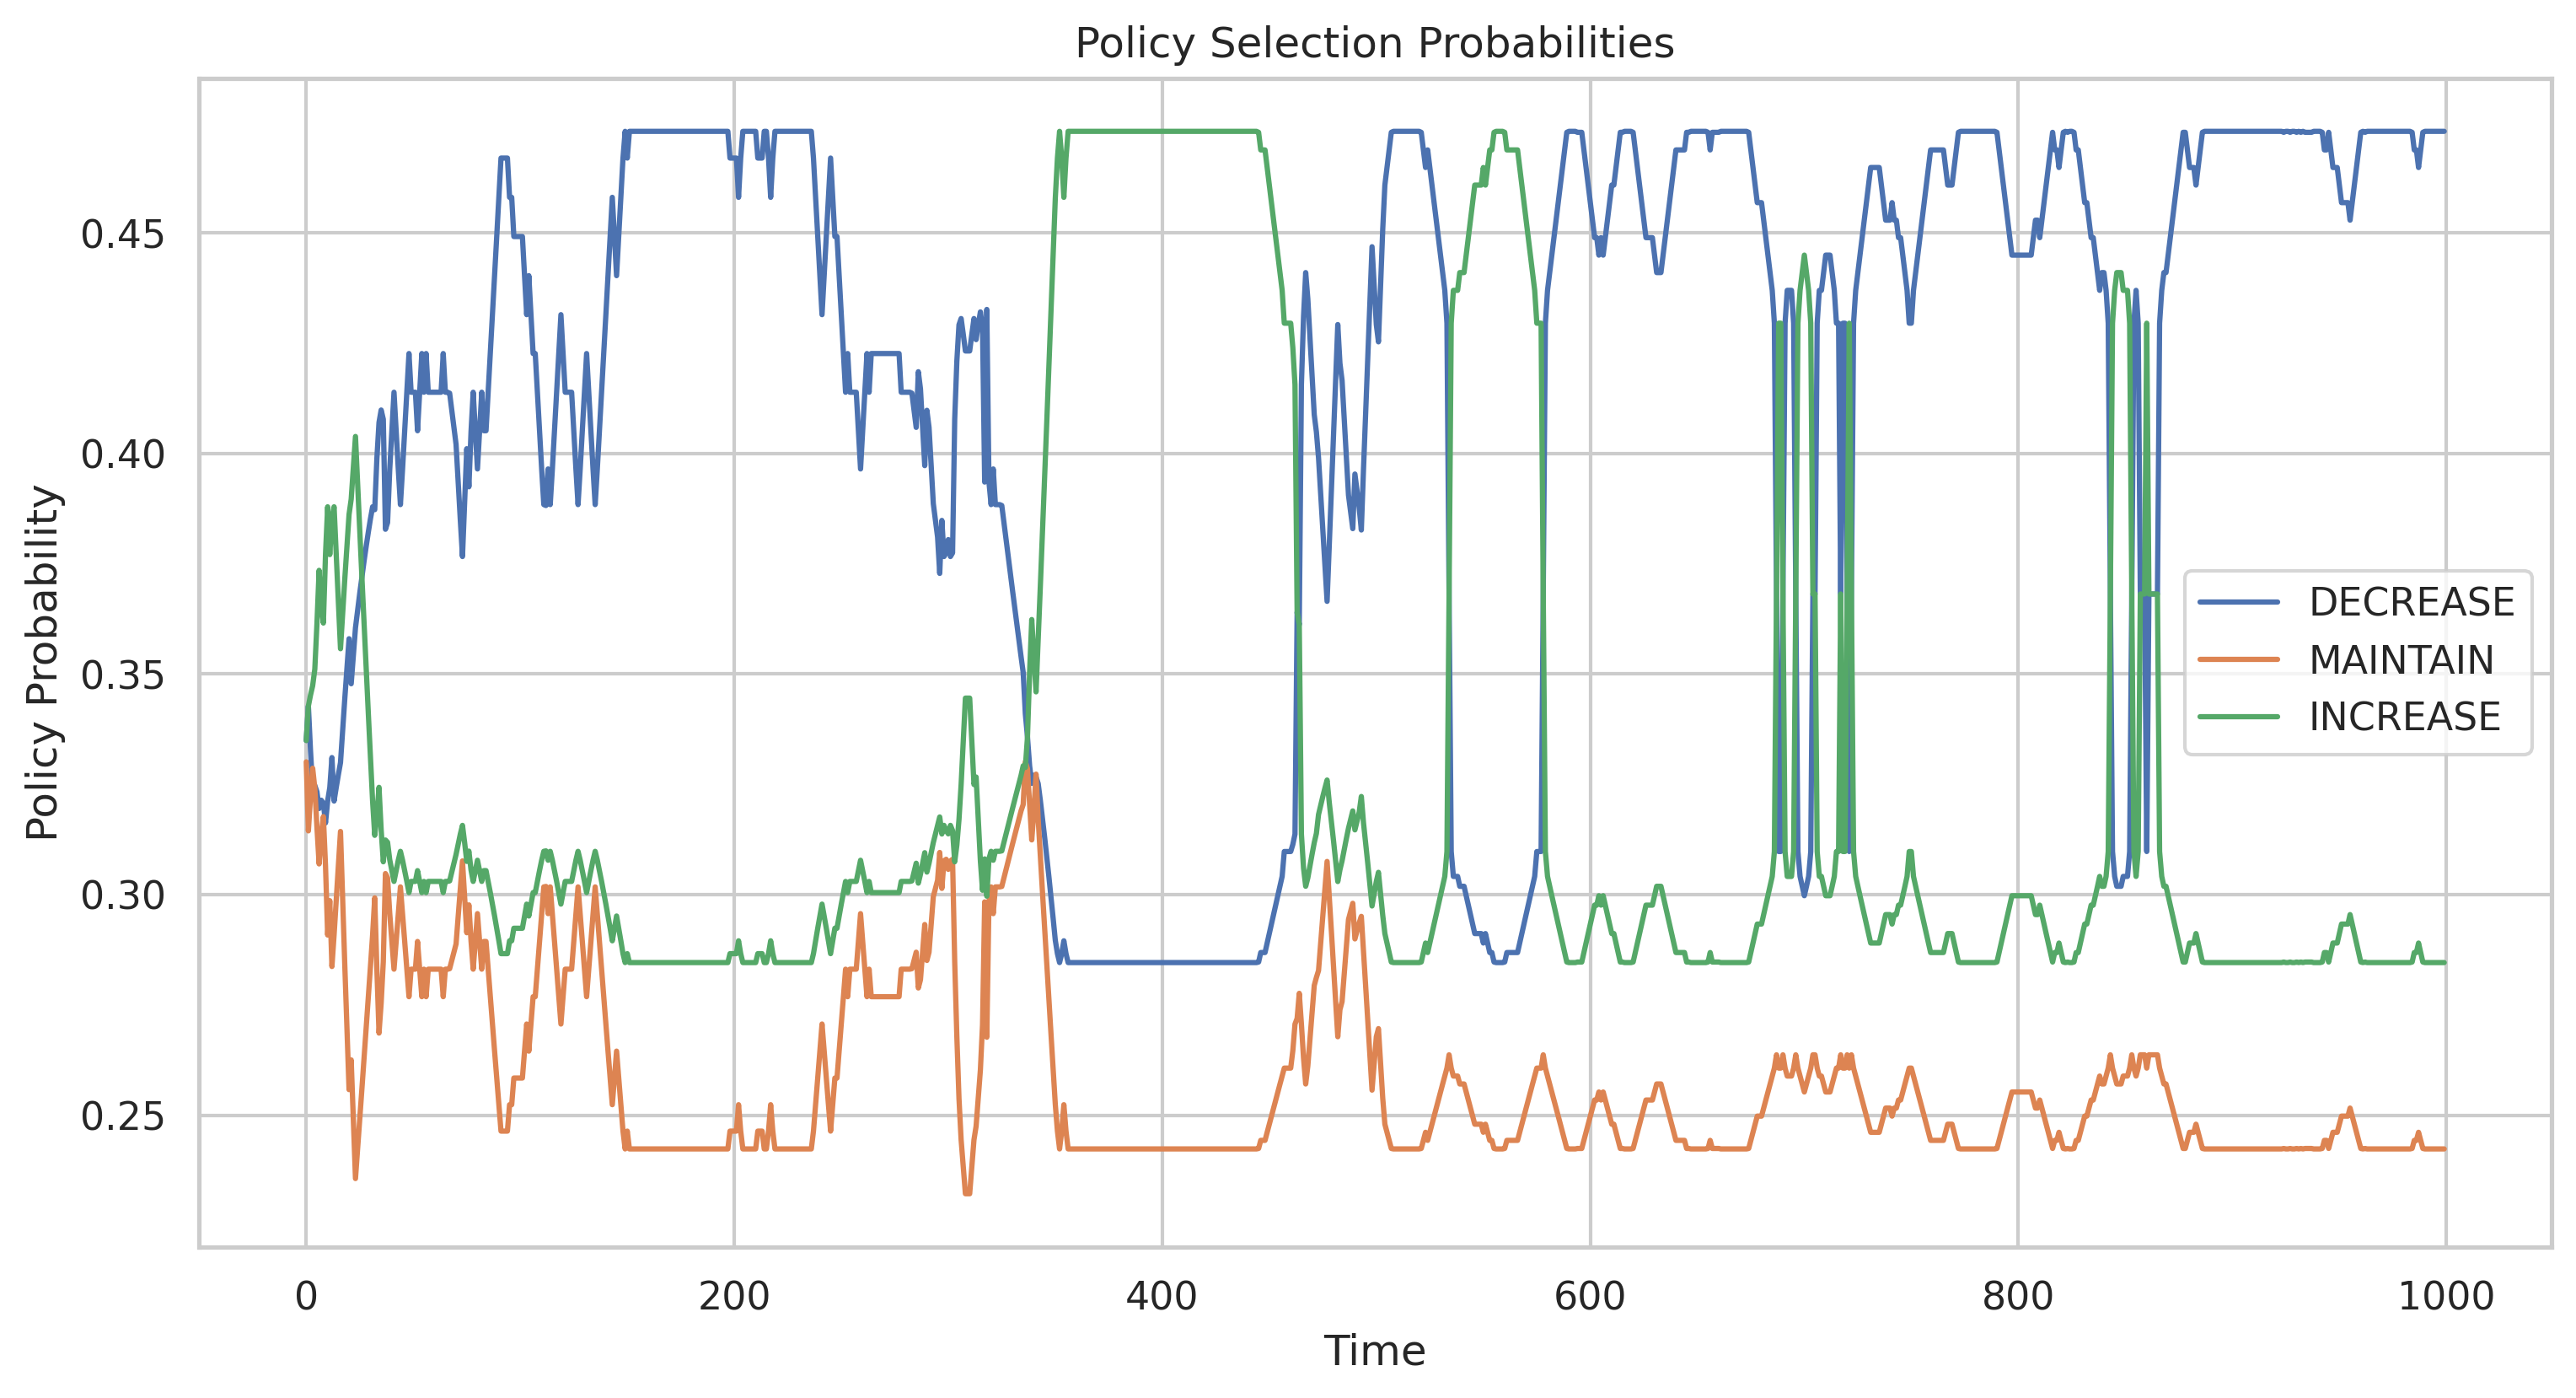 Policy Selection Probabilities
Policy Probability
0.45
0.40
0.35
0.30
0.25
DECREASE
MAINTAIN
INCREASE
0 200 400 600 800 1000
Time